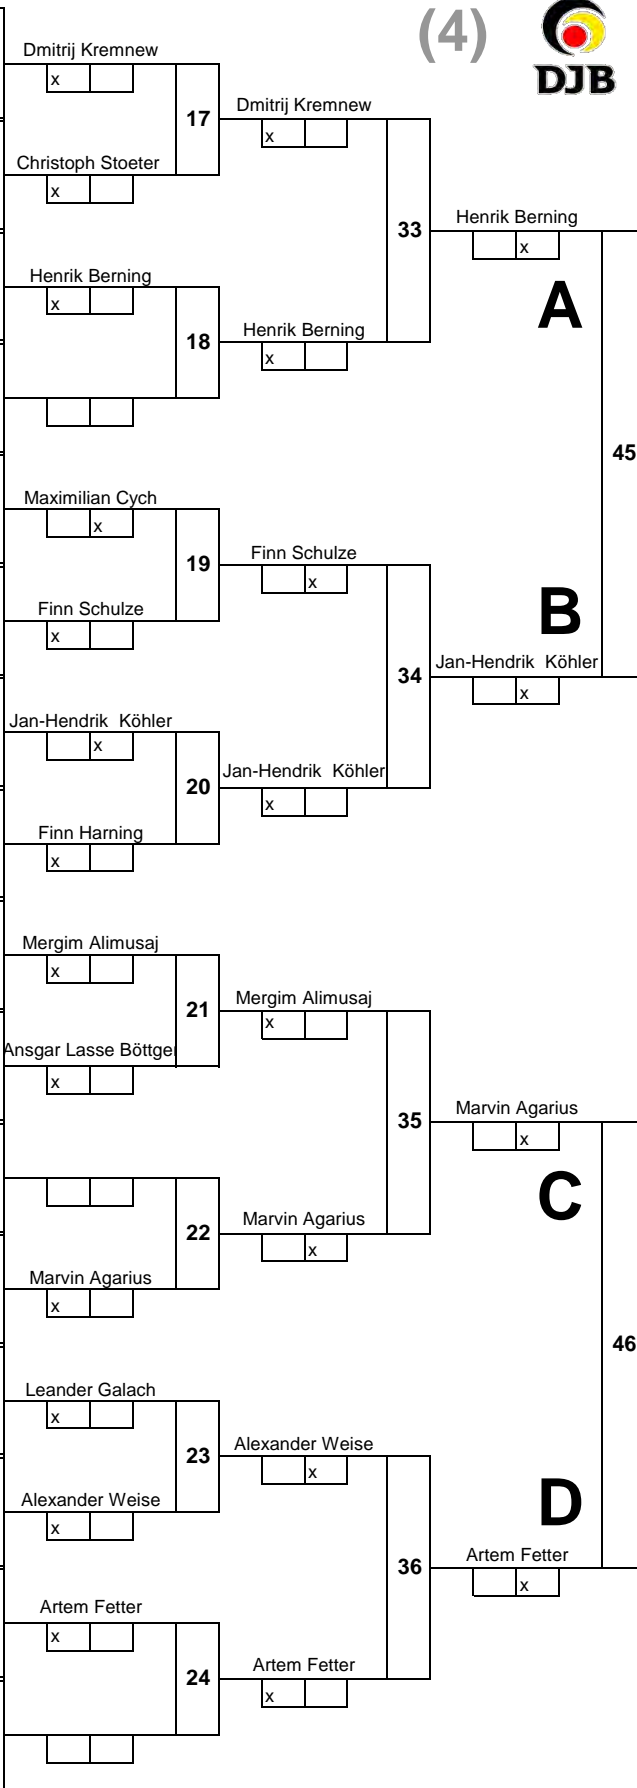 (4)
DJB
Dmitrij Kremnew
x
17
Dmitrij Kremnew
x
Christoph Stoeter
x
33
Henrik Berning
x
A
Henrik Berning
x
18
Henrik Berning
x
45
Maximilian Cych
x
19
Finn Schulze
x
Finn Schulze
x
B
34
Jan-Hendrik Köhler
x
Jan-Hendrik Köhler
x
20
Jan-Hendrik Köhler
x
Finn Harning
x
Mergim Alimusaj
x
21
Mergim Alimusaj
x
Ansgar Lasse Böttger
x
35
Marvin Agarius
x
C
22
Marvin Agarius
x
Marvin Agarius
x
46
Leander Galach
x
23
Alexander Weise
x
Alexander Weise
x
D
36
Artem Fetter
x
Artem Fetter
x
24
Artem Fetter
x